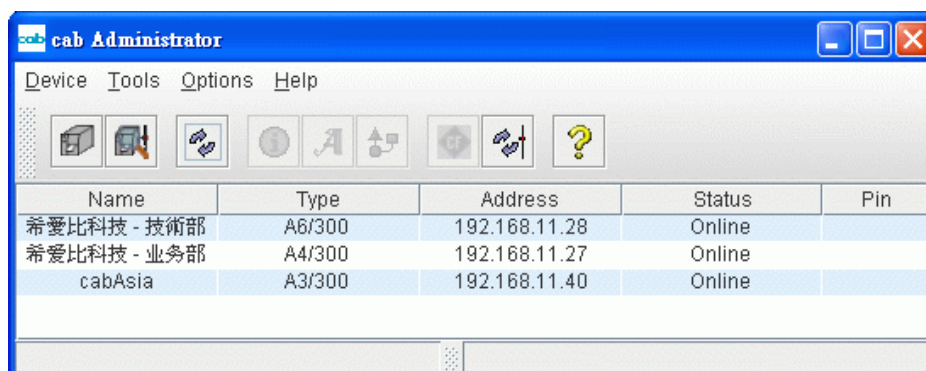 cab cab Administrator
Device Tools Options Help
CF
Name Type Address Status Pin
希愛比科技 - 技術部 A6/300 192.168.11.28 Online
希爱比科技 - 业务部 A4/300 192.168.11.27 Online
cabAsia A3/300 192.168.11.40 Online